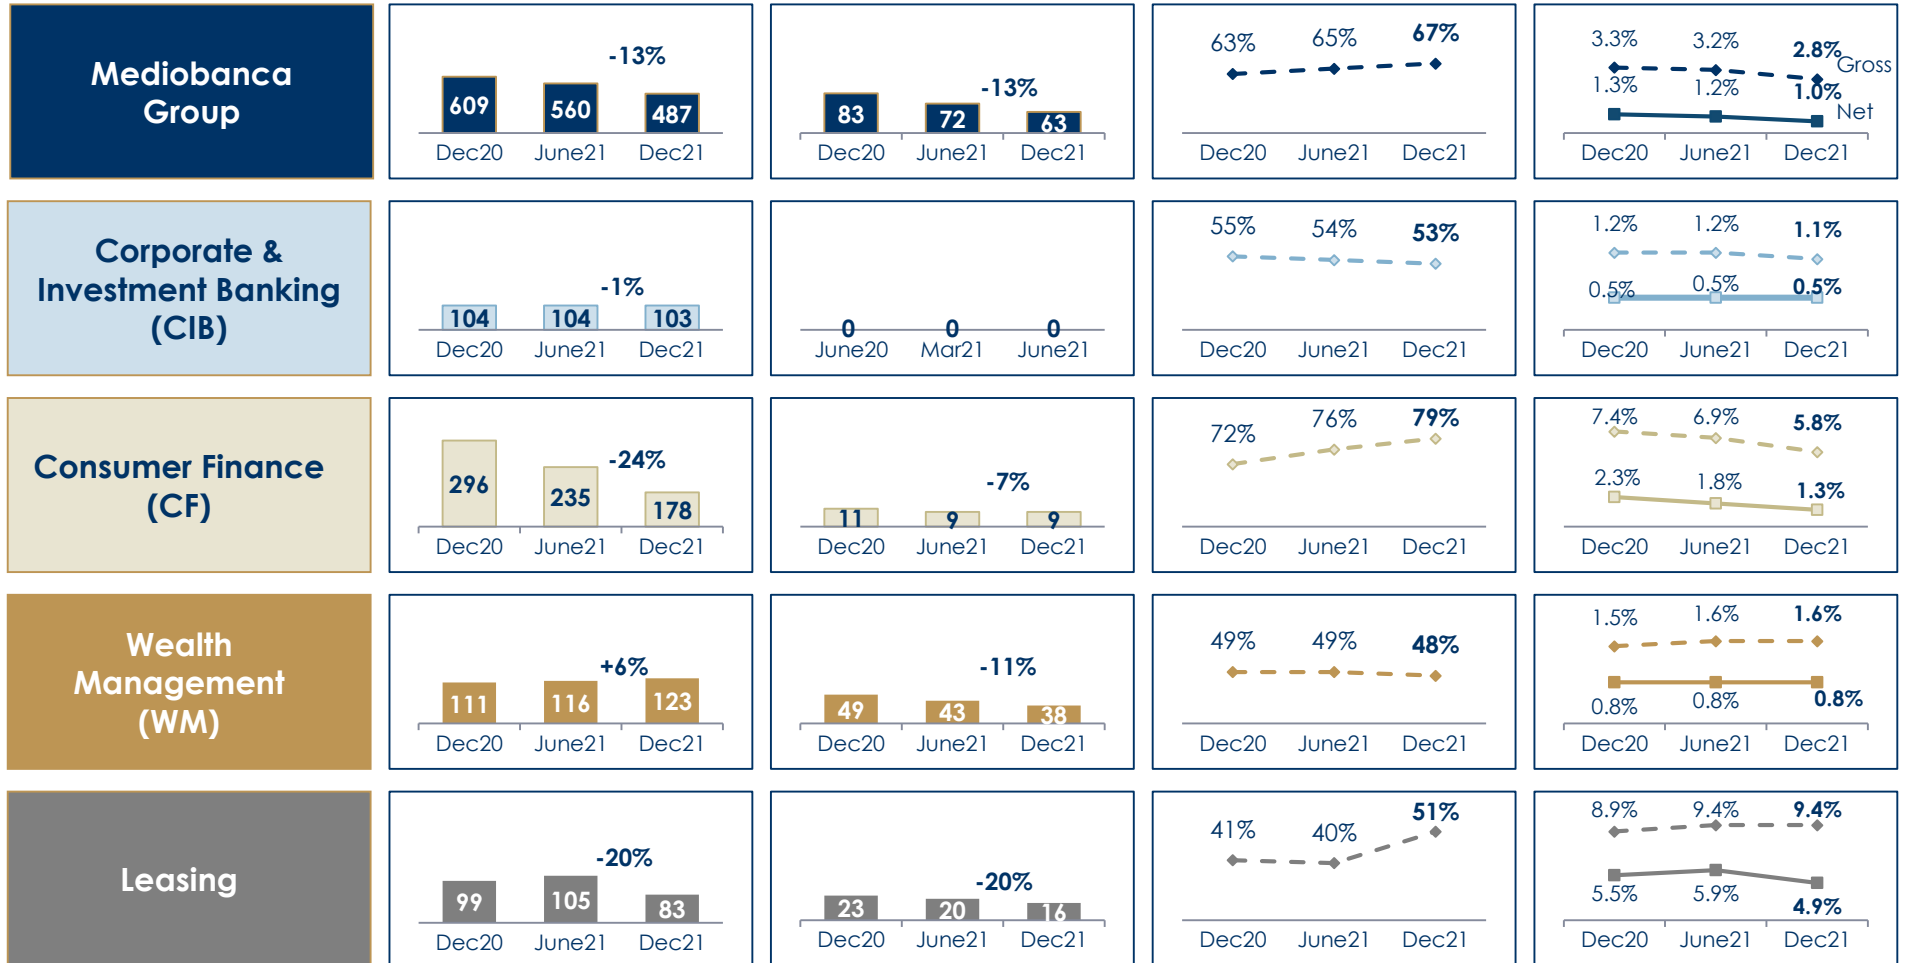 Mediobanca
Group
-13%
609
560
487
Dec20 June21 Dec21
-13%
83
72
63
Dec20 June21 Dec21
63% 65% 67%
Dec20 June21 Dec21
3.3% 3.2% 2.8%
Gross
1.3% 1.2% 1.0%
Net
Dec20 June21 Dec21
Corporate &
Investment Banking
(CIB)
-1%
104 104 103
Dec20 June21 Dec21
0 0 0
June20 Mar21 June21
55% 54% 53%
Dec20 June21 Dec21
1.2% 1.2% 1.1%
0.5% 0.5% 0.5%
Dec20 June21 Dec21
Consumer Finance
(CF)
-24%
296
235
178
Dec20 June21 Dec21
-7%
11 9 9
Dec20 June21 Dec21
72% 76% 79%
Dec20 June21 Dec21
7.4% 6.9% 5.8%
2.3% 1.8% 1.3%
Dec20 June21 Dec21
Wealth
Management
(WM)
+6%
111 116 123
Dec20 June21 Dec21
-11%
49 43 38
Dec20 June21 Dec21
49% 49% 48%
Dec20 June21 Dec21
1.5% 1.6% 1.6%
0.8% 0.8% 0.8%
Dec20 June21 Dec21
Leasing
-20%
99 105 83
Dec20 June21 Dec21
-20%
23 20 16
Dec20 June21 Dec21
41% 40% 51%
Dec20 June21 Dec21
8.9% 9.4% 9.4%
5.5% 5.9% 4.9%
Dec20 June21 Dec21